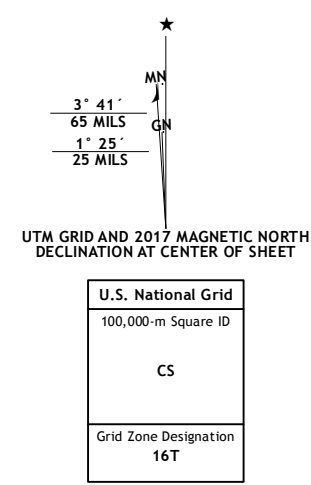 ★
MN.
3° 41´
65 MILS
GN
1° 25´
25 MILS
UTM GRID AND 2017 MAGNETIC NORTH
DECLINATION AT CENTER OF SHEET
U.S. National Grid
100,000-m Square ID
CS
Grid Zone Designation
16T